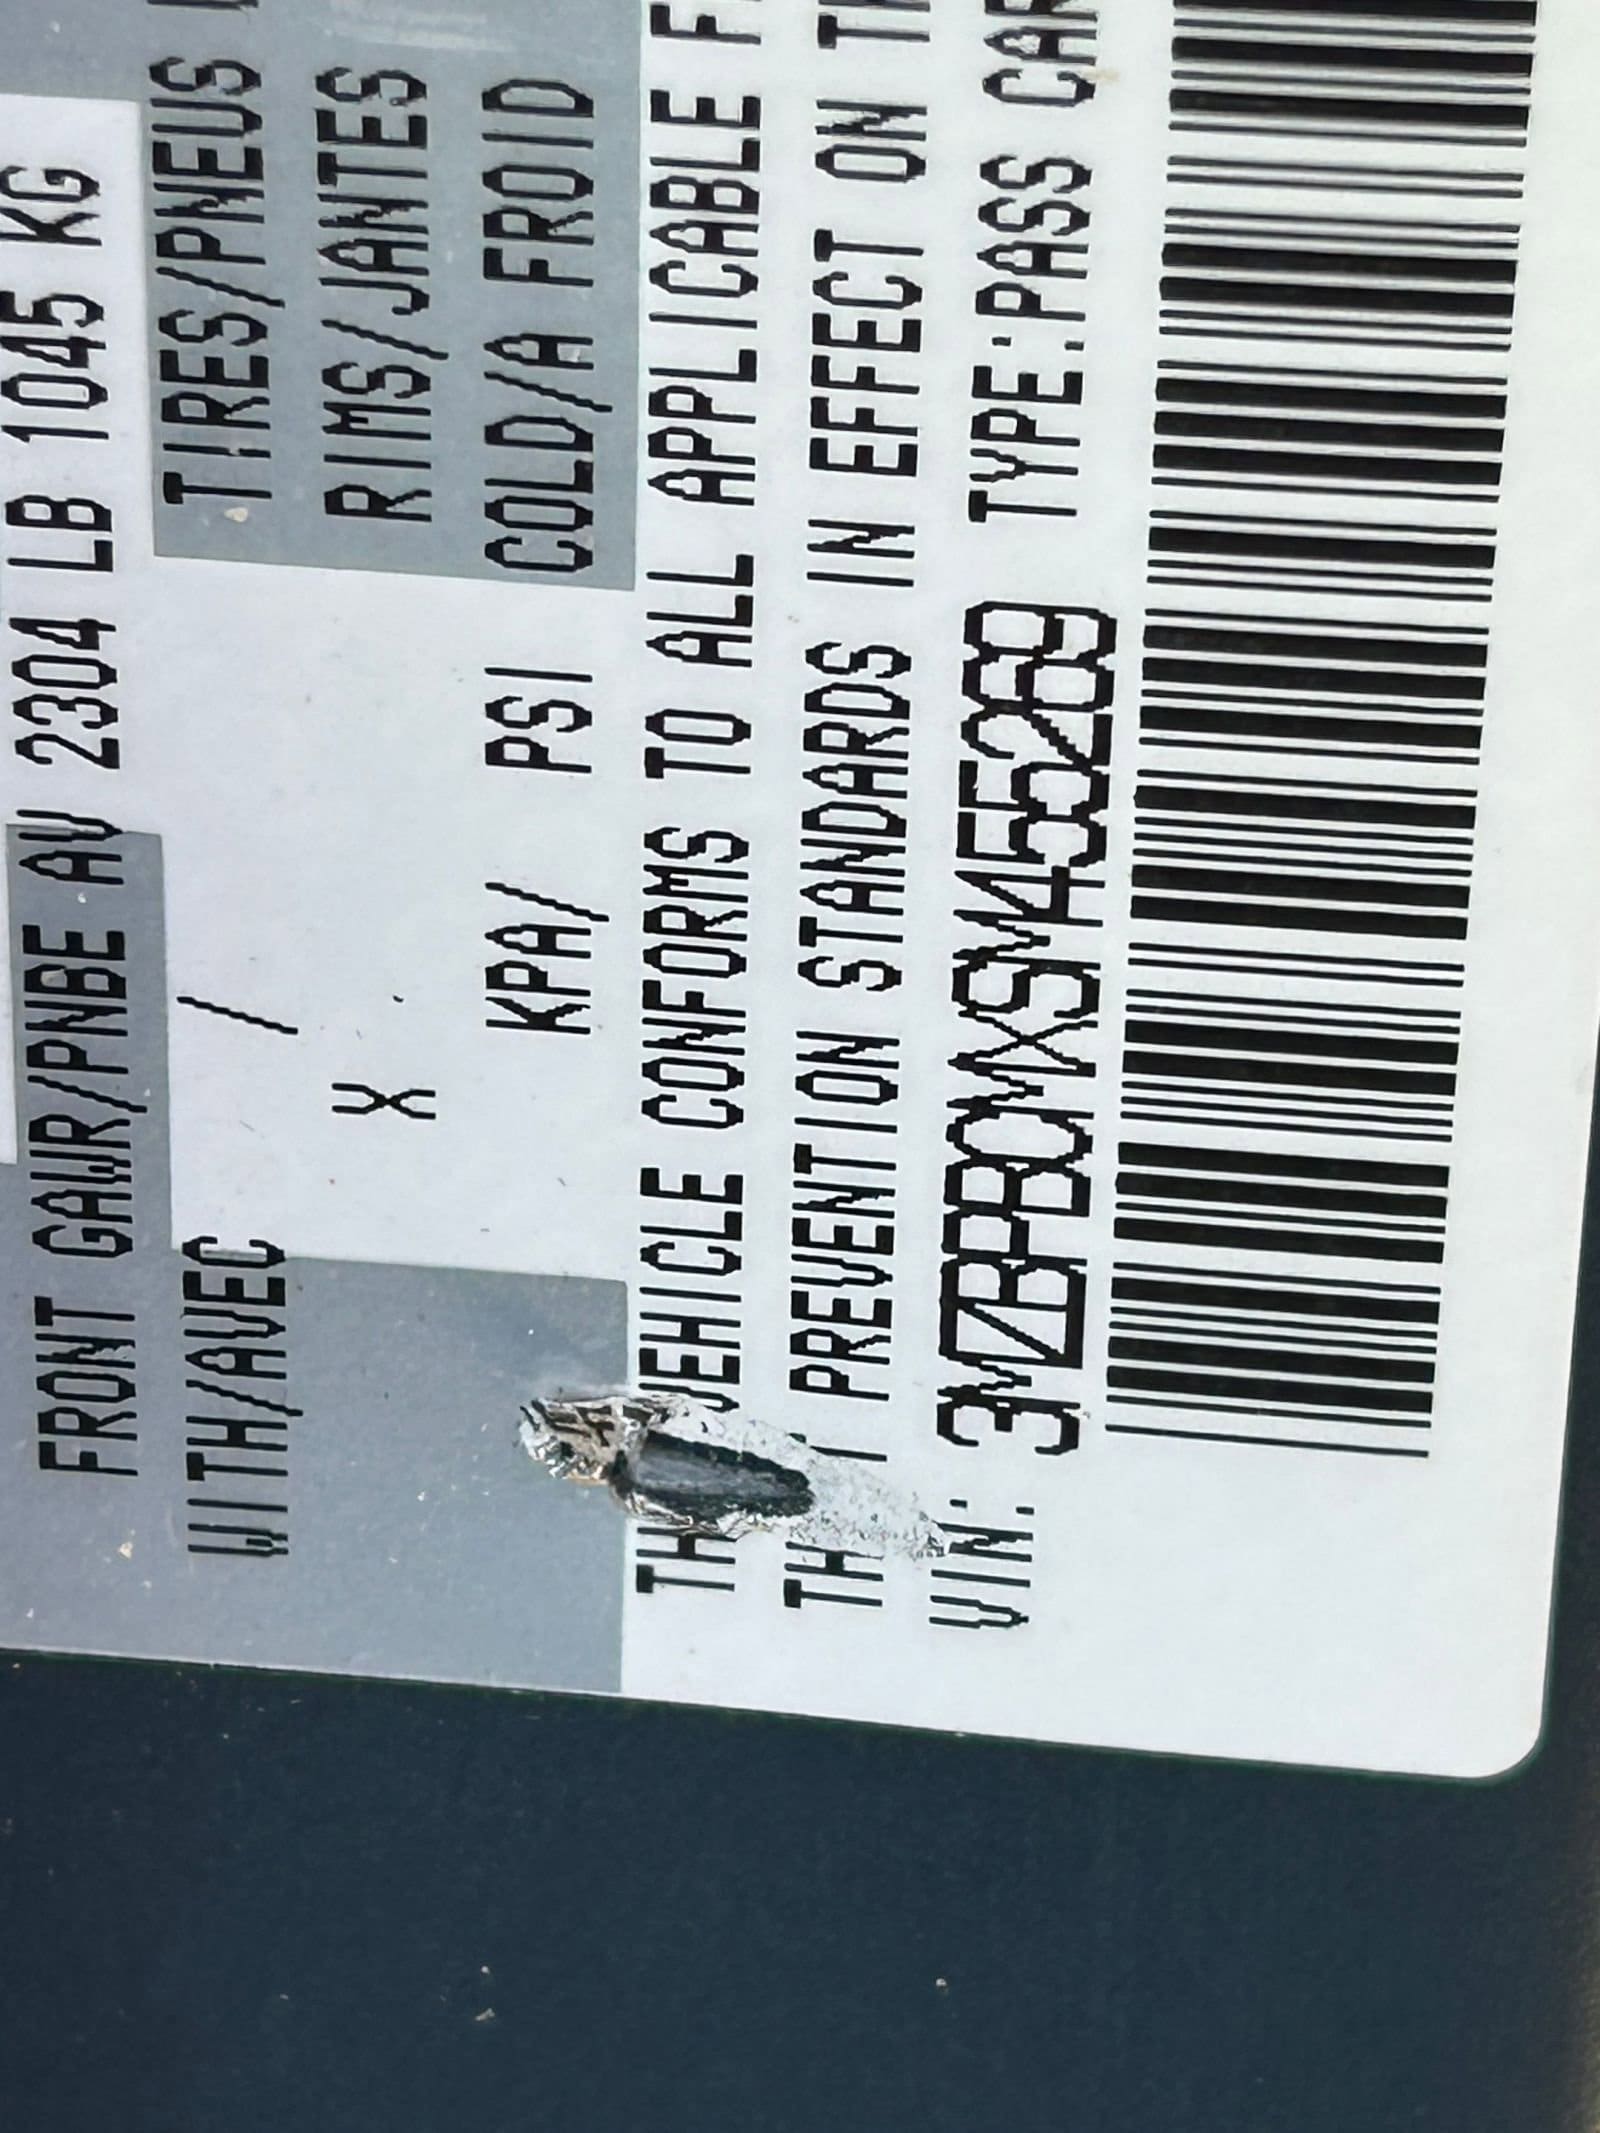 FRONT GAWR/PNBE AV 2304 LB 1045 KG
WITH/AVEC / TIRES/PNEUS
X RIMS/JANTES
KPA/ PSI COLD/A FROID
VEHICLE CONFORMS TO ALL APPLICABLE
PREVENTION STANDARDS IN EFFECT ON
VIN: 3MZBPBCMXSM455269 TYPE:PASS CAR